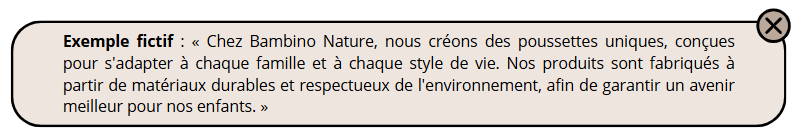 Exemple fictif : « Chez Bambino Nature, nous créons des poussettes uniques, conçues
pour s'adapter à chaque famille et à chaque style de vie. Nos produits sont fabriqués à
partir de matériaux durables et respectueux de l'environnement, afin de garantir un avenir
meilleur pour nos enfants. »